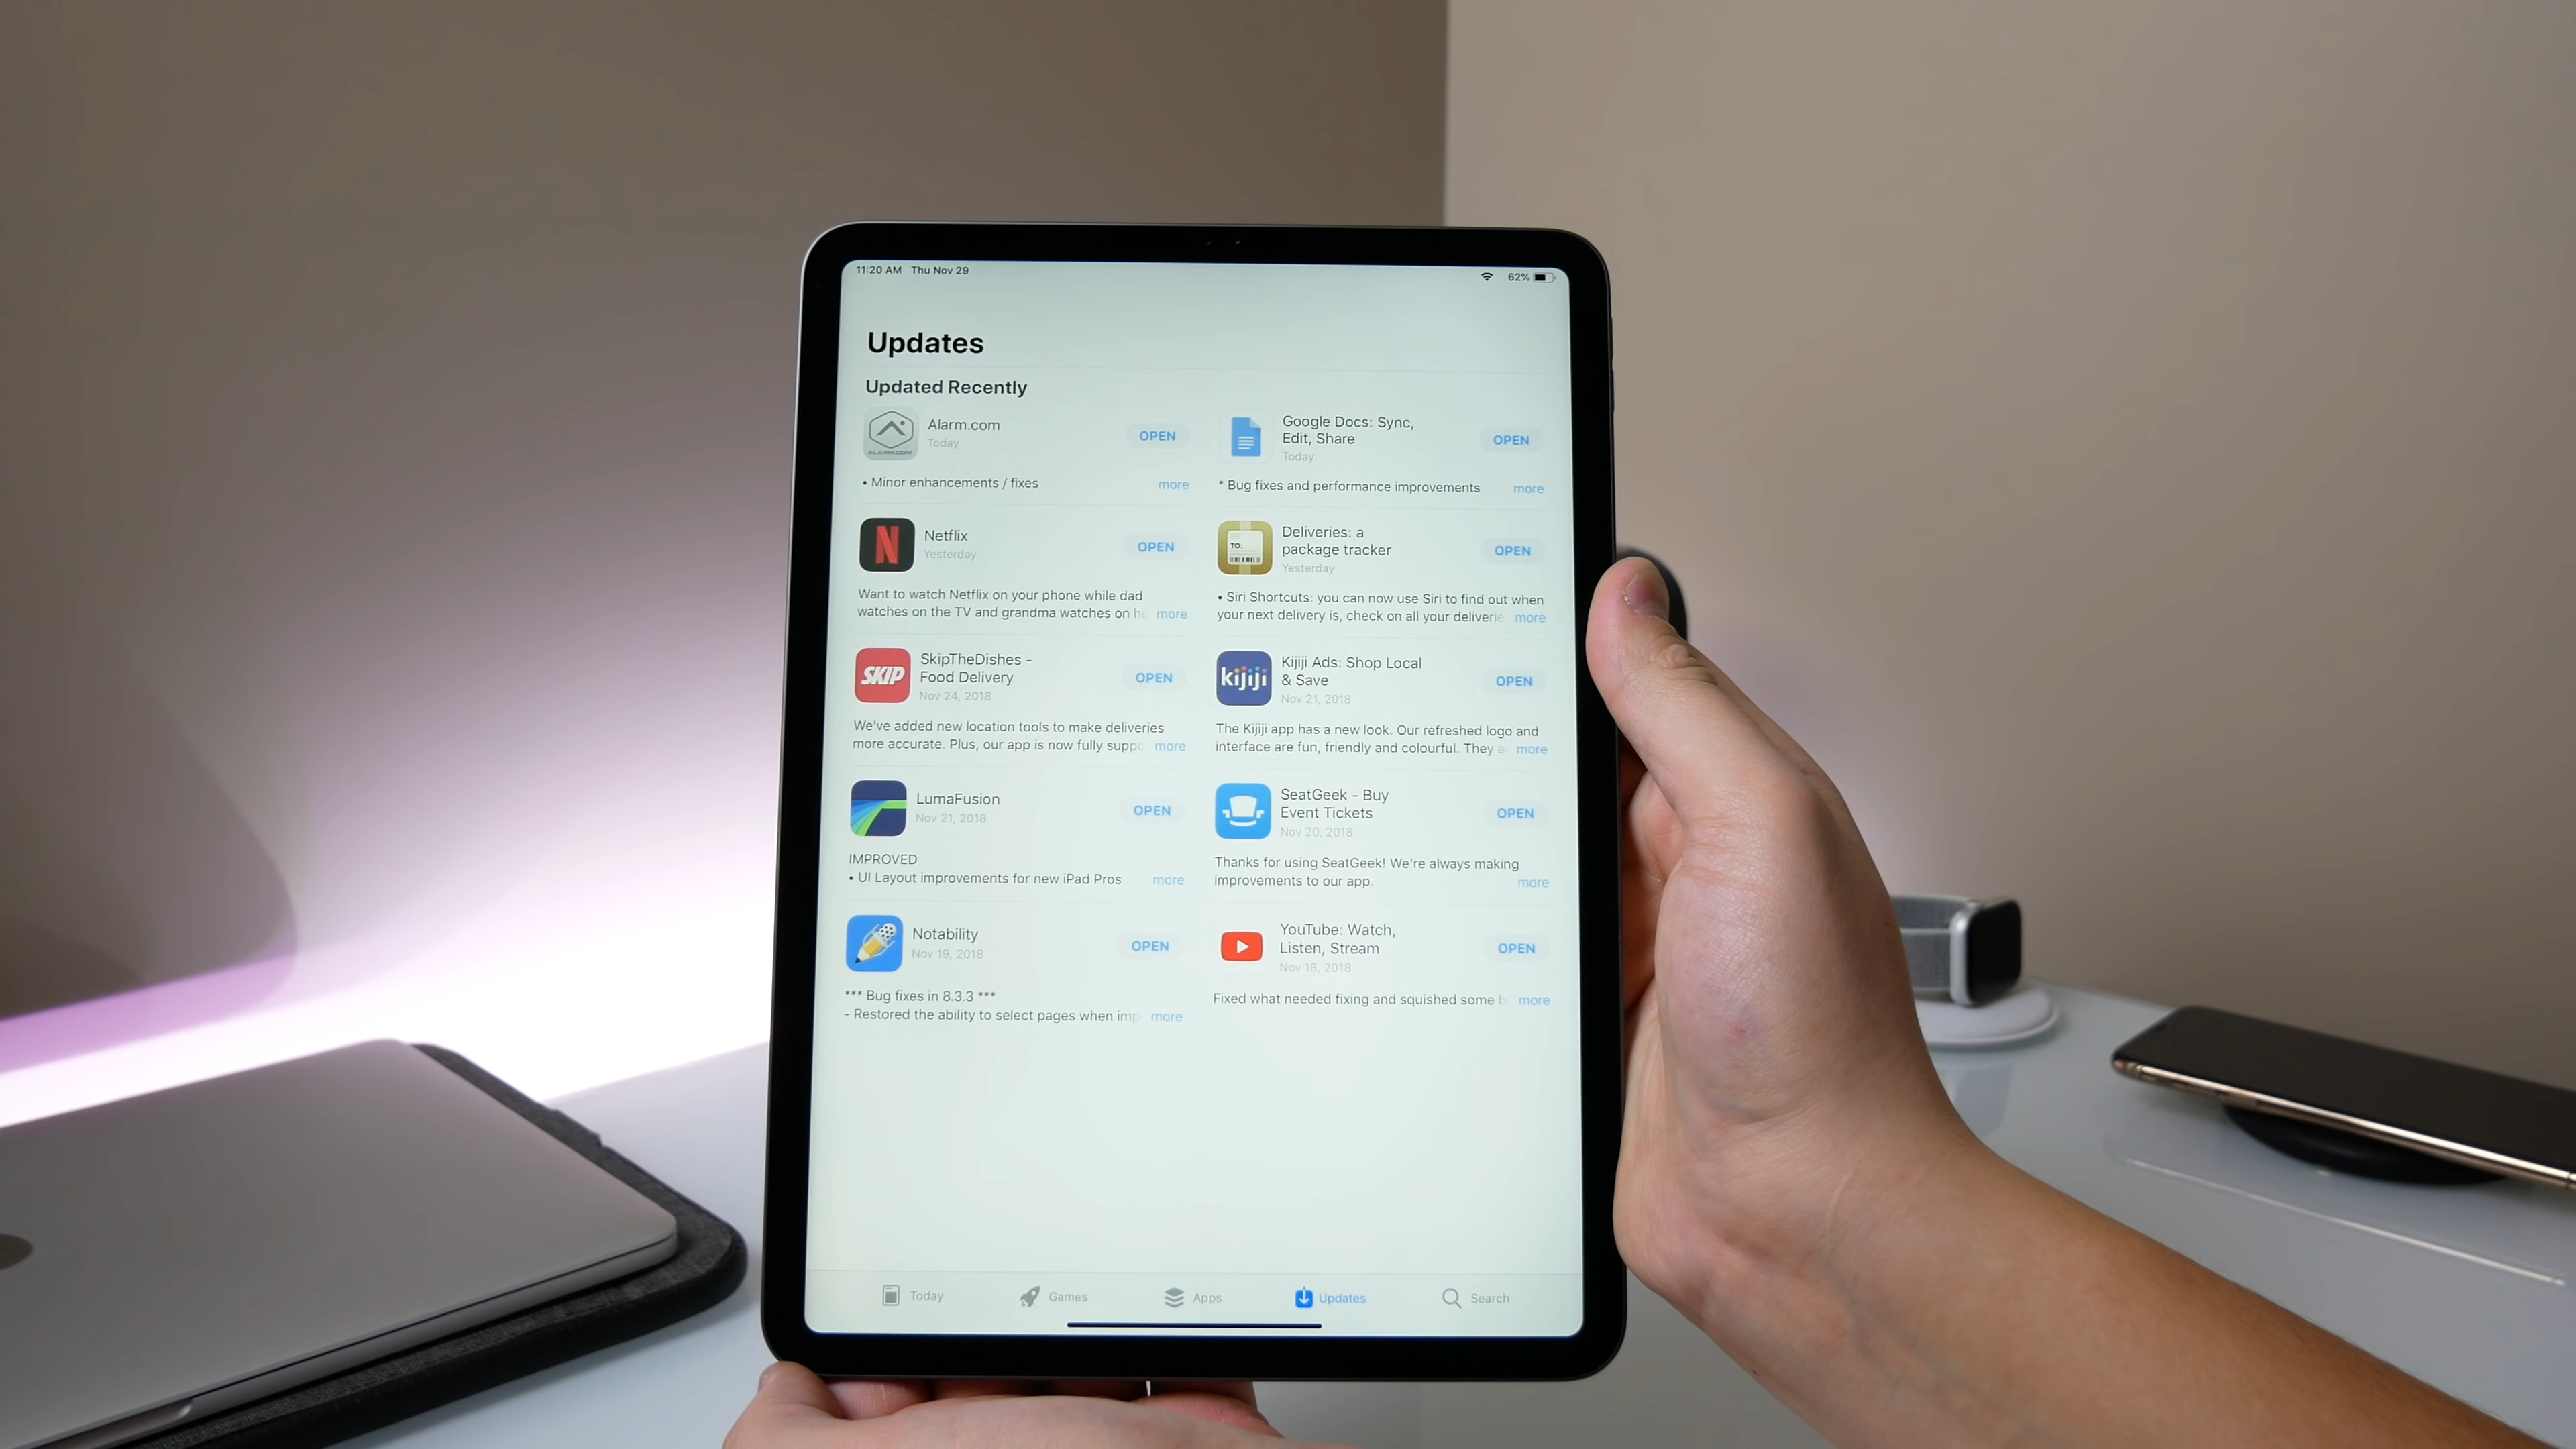 11:20 AM Thu Nov 29
62%
Updates
Updated Recently
ALARM.COM
Alarm.com
Today
OPEN
• Minor enhancements / fixes
more
Google Docs: Sync,
Edit, Share
Today
OPEN
* Bug fixes and performance improvements
more
N
Netflix
Yesterday
OPEN
Want to watch Netflix on your phone while dad
watches on the TV and grandma watches on he
more
TO:
Deliveries: a
package tracker
Yesterday
OPEN
• Siri Shortcuts: you can now use Siri to find out when
your next delivery is, check on all your deliverie
more
SKIP
SkipTheDishes -
Food Delivery
Nov 24, 2018
OPEN
We've added new location tools to make deliveries
more accurate. Plus, our app is now fully suppo
more
kijiji
Kijiji Ads: Shop Local
& Save
Nov 21, 2018
OPEN
The Kijiji app has a new look. Our refreshed logo and
interface are fun, friendly and colourful. They a
more
LumaFusion
Nov 21, 2018
OPEN
IMPROVED
• UI Layout improvements for new iPad Pros
more
SeatGeek - Buy
Event Tickets
Nov 20, 2018
OPEN
Thanks for using SeatGeek! We're always making
improvements to our app.
more
Notability
Nov 19, 2018
OPEN
*** Bug fixes in 8.3.3 ***
- Restored the ability to select pages when imp
more
YouTube: Watch,
Listen, Stream
Nov 18, 2018
OPEN
Fixed what needed fixing and squished some b
more
Today
Games
Apps
Updates
Search